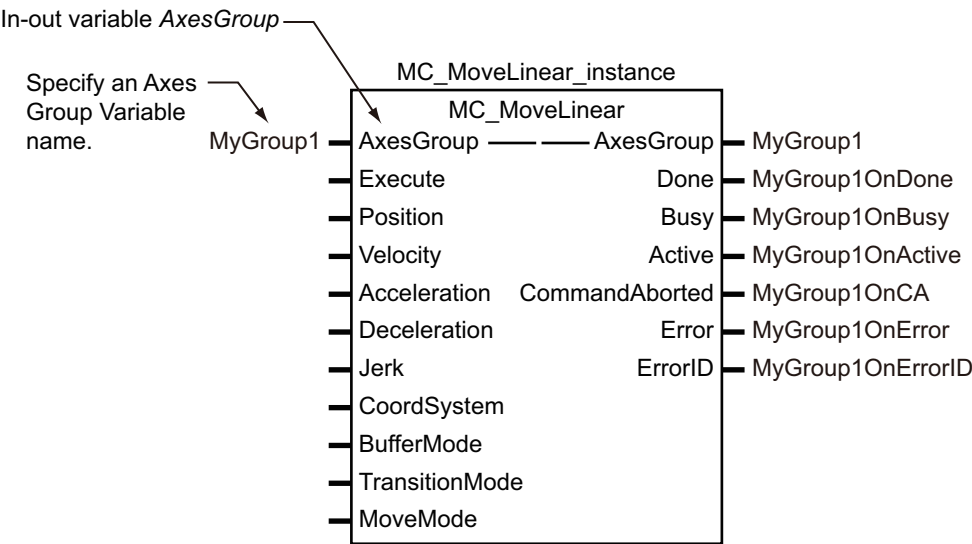 In-out variable AxesGroup
Specify an Axes
Group Variable
name.
MC_MoveLinear_instance
MC_MoveLinear
MyGroup1 AxesGroup AxesGroup MyGroup1
Execute Done MyGroup1OnDone
Position Busy MyGroup1OnBusy
Velocity Active MyGroup1OnActive
Acceleration CommandAborted MyGroup1OnCA
Deceleration Error MyGroup1OnError
Jerk ErrorID MyGroup1OnErrorID
CoordSystem
BufferMode
TransitionMode
MoveMode